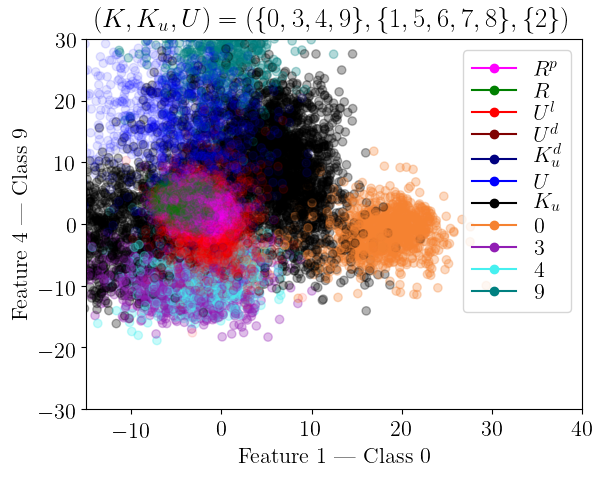 (K, K_u, U) = ({0, 3, 4, 9}, {1, 5, 6, 7, 8}, {2})
30
20
10
0
−10
−20
−30
Feature 4 — Class 9
R^p
R
U^l
U^d
K_u^d
U
K_u
0
3
4
9
−10
0
10
20
30
40
Feature 1 — Class 0